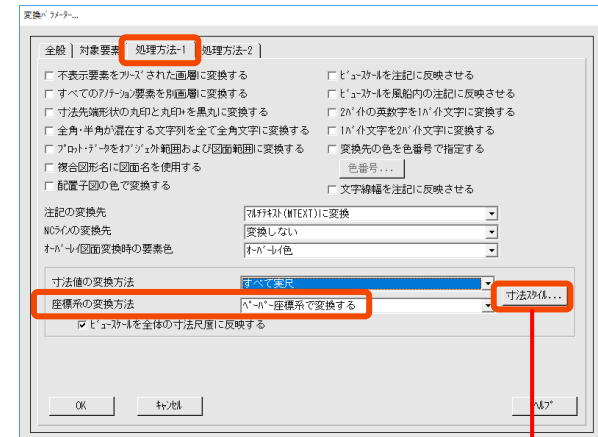 変換ﾊﾟﾗﾒｰﾀｰ...
全般 対象要素 処理方法-1 処理方法-2
不表示要素をﾌﾘｰｽﾞされた画層に変換する
すべてのｱﾉﾃｰｼｮﾝ要素を別画層に変換する
寸法先端形状の丸印と丸印+を黒丸に変換する
全角・半角が混在する文字列を全て全角文字に変換する
ﾌﾟﾛｯﾄ･ﾃﾞｰﾀをｵﾌﾞｼﾞｪｸﾄ範囲および図面範囲に変換する
複合図形名に図面名を使用する
配置子図の色で変換する
ﾋﾞｭｰｽｹｰﾙを注記に反映させる
ﾋﾞｭｰｽｹｰﾙを風船内の注記に反映させる
2ﾊﾞｲﾄの英数字を1ﾊﾞｲﾄ文字に変換する
1ﾊﾞｲﾄ文字を2ﾊﾞｲﾄ文字に変換する
変換先の色を色番号で指定する
色番号...
文字線幅を注記に反映させる
注記の変換先 ﾏﾙﾁﾃｷｽﾄ(MTEXT)に変換
NCﾗｲﾝの変換先 変換しない
ｵｰﾊﾞｰﾚｲ図面変換時の要素色 ｵｰﾊﾞｰﾚｲ色
寸法値の変換方法 すべて実尺
座標系の変換方法 ﾍﾟｰﾊﾟｰ座標系で変換する
寸法ｽﾀｲﾙ...
ﾋﾞｭｰｽｹｰﾙを全体の寸法尺度に反映する
OK ｷｬﾝｾﾙ ﾍﾙﾌﾟ